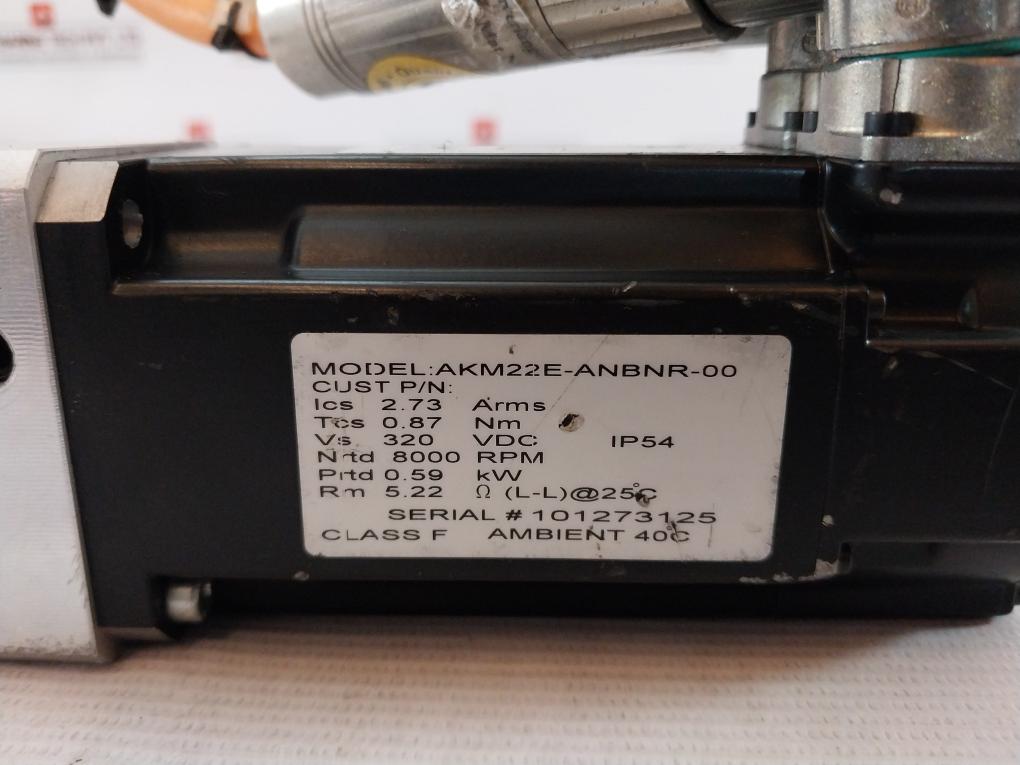 MODEL:AKM22E-ANBNR-00
CUST P/N:
Ics 2.73 Arms
Tcs 0.87 Nm
Vs 320 VDC IP54
Nrtd 8000 RPM
Prtd 0.59 kW
Rm 5.22 Ω (L-L)@25°C
SERIAL # 101273125
CLASS F AMBIENT 40°C